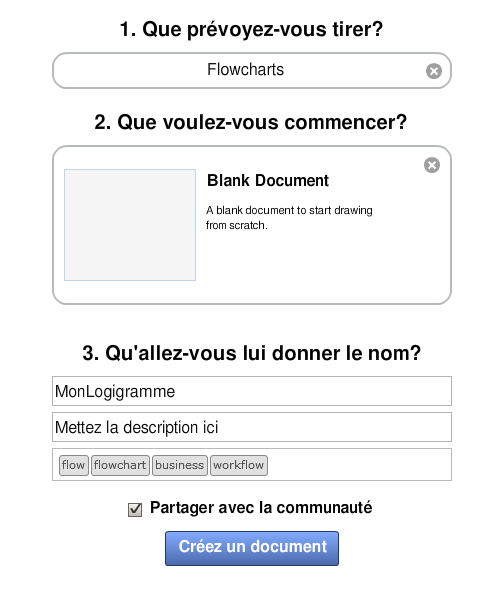 1. Que prévoyez-vous tirer?
Flowcharts
2. Que voulez-vous commencer?
Blank Document
A blank document to start drawing
from scratch.
3. Qu'allez-vous lui donner le nom?
MonLogigramme
Mettez la description ici
flow flowchart business workflow
Partager avec la communauté
Créez un document